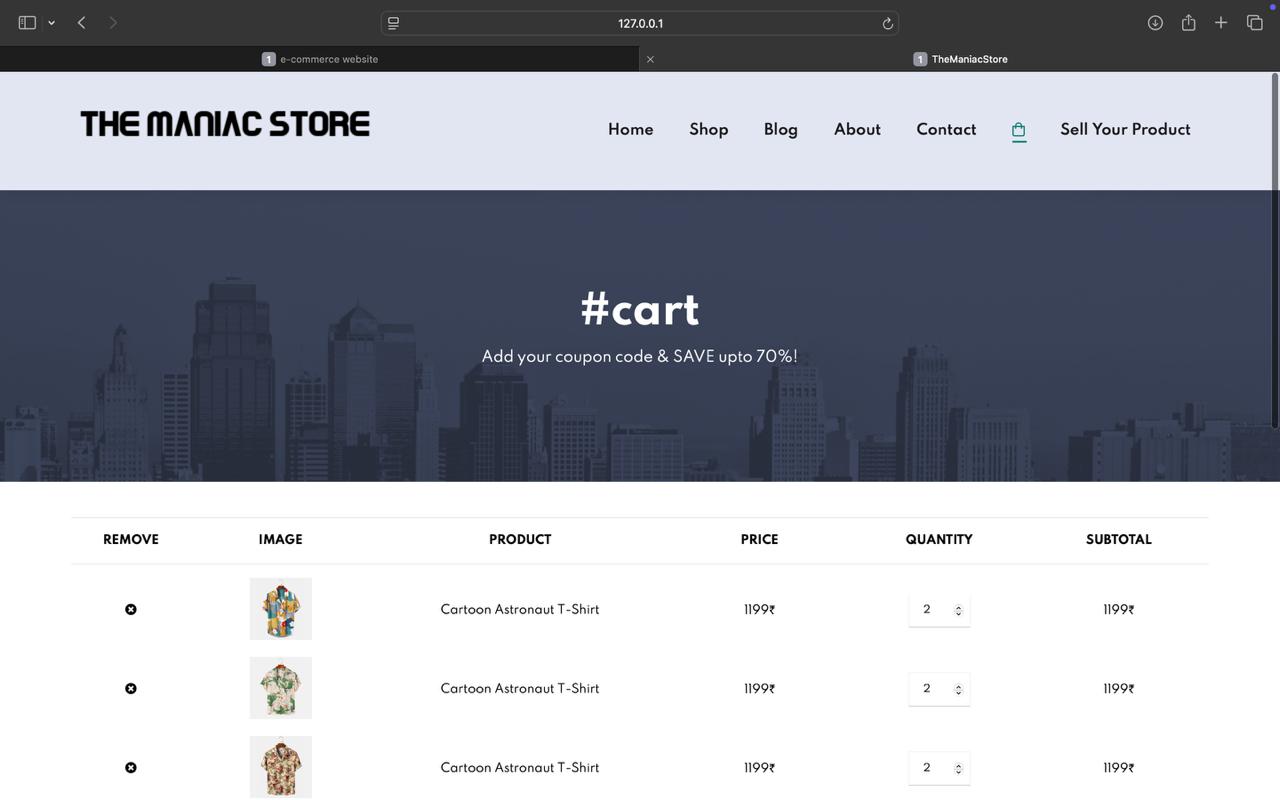 127.0.0.1
1 e-commerce website
1 TheManiacStore
THE MANIAC STORE
Home Shop Blog About Contact Sell Your Product
#cart
Add your coupon code & SAVE upto 70%!
REMOVE IMAGE PRODUCT PRICE QUANTITY SUBTOTAL
Cartoon Astronaut T-Shirt 1199₹ 2 1199₹
Cartoon Astronaut T-Shirt 1199₹ 2 1199₹
Cartoon Astronaut T-Shirt 1199₹ 2 1199₹